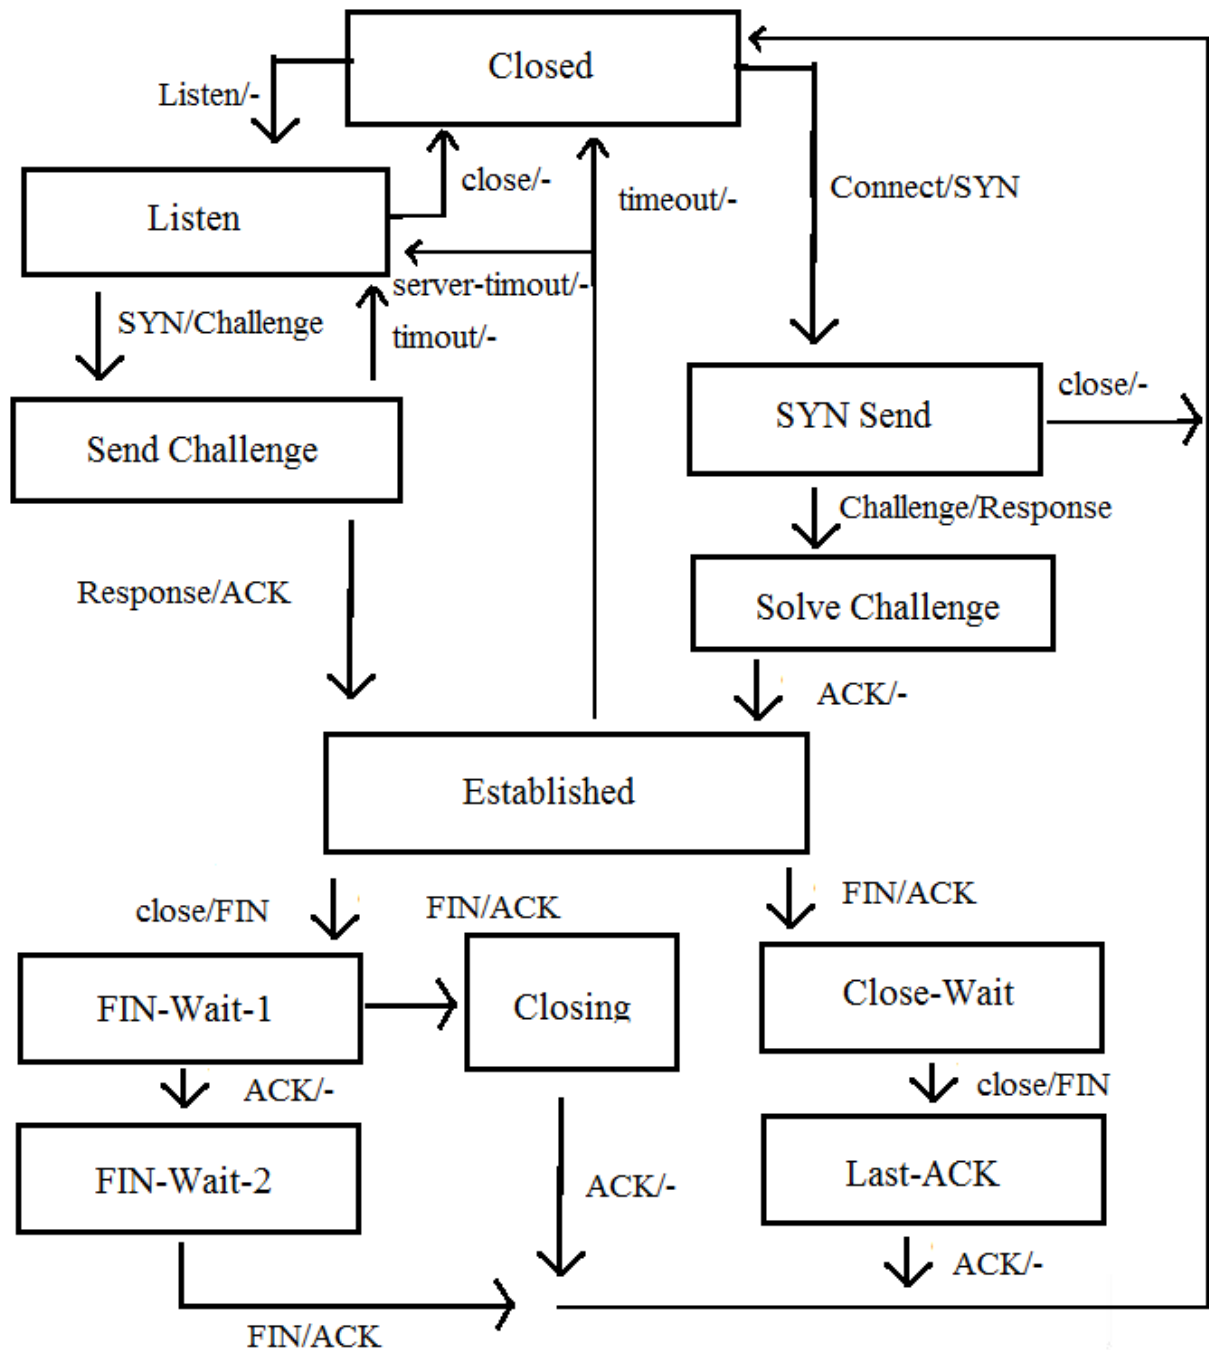 Closed
Listen/-
close/-
timeout/-
Connect/SYN
Listen
server-timout/-
SYN/Challenge
timout/-
SYN Send
close/-
Send Challenge
Challenge/Response
Response/ACK
Solve Challenge
ACK/-
Established
close/FIN
FIN/ACK
FIN/ACK
FIN-Wait-1
Closing
Close-Wait
ACK/-
close/FIN
FIN-Wait-2
ACK/-
Last-ACK
ACK/-
FIN/ACK